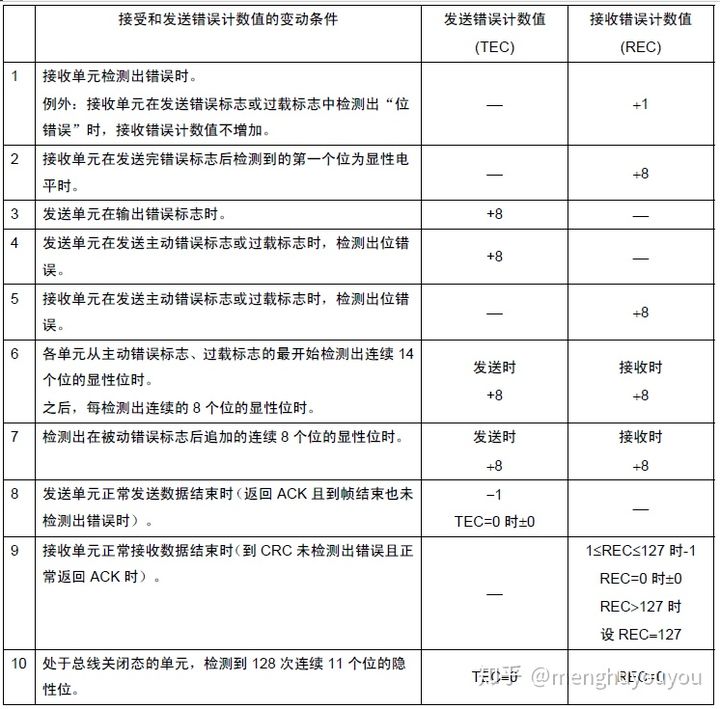 接受和发送错误计数值的变动条件
发送错误计数值
(TEC)
接收错误计数值
(REC)
1
接收单元检测出错误时。
例外：接收单元在发送错误标志或过载标志中检测出“位
错误”时，接收错误计数值不增加。
—
+1
2
接收单元在发送完错误标志后检测到的第一个位为显性电
平时。
—
+8
3
发送单元在输出错误标志时。
+8
—
4
发送单元在发送主动错误标志或过载标志时，检测出位错
误。
+8
—
5
接收单元在发送主动错误标志或过载标志时，检测出位错
误。
—
+8
6
各单元从主动错误标志、过载标志的最开始检测出连续 14
个位的显性位时。
之后，每检测出连续的 8 个位的显性位时。
发送时
+8
接收时
+8
7
检测出在被动错误标志后追加的连续 8 个位的显性位时。
发送时
+8
接收时
+8
8
发送单元正常发送数据结束时（返回 ACK 且到帧结束也未
检测出错误时）。
−1
TEC=0 时±0
—
9
接收单元正常接收数据结束时（到 CRC 未检测出错误且正
常返回 ACK 时）。
—
1≤REC≤127 时-1
REC=0 时±0
REC>127 时
设 REC=127
10
处于总线关闭态的单元，检测到 128 次连续 11 个位的隐
性位。
TEC=0
REC=0
知乎 @menghuyouyou